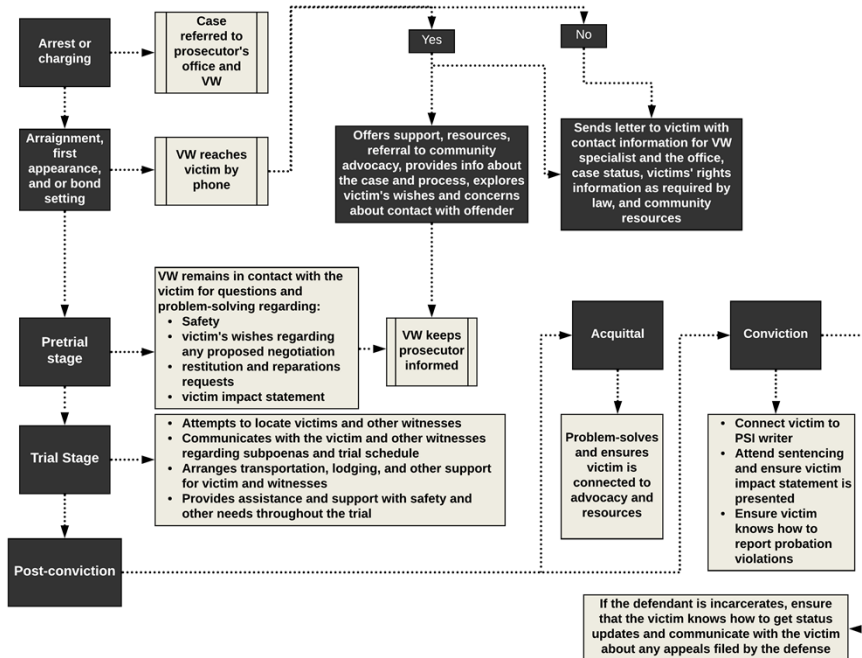 Arrest or
charging
Case
referred to
prosecutor's
office and
VW
Yes
No
Arraignment,
first
appearance,
and or bond
setting
VW reaches
victim by
phone
Offers support, resources,
referral to community
advocacy, provides info about
the case and process, explores
victim's wishes and concerns
about contact with offender
Sends letter to victim with
contact information for VW
specialist and the office,
case status, victims' rights
information as required by
law, and community
resources
Pretrial
stage
VW remains in contact with the
victim for questions and
problem-solving regarding:
• Safety
• victim's wishes regarding
any proposed negotiation
• restitution and reparations
requests
• victim impact statement
VW keeps
prosecutor
informed
Acquittal
Conviction
Trial Stage
• Attempts to locate victims and other witnesses
• Communicates with the victim and other witnesses
regarding subpoenas and trial schedule
• Arranges transportation, lodging, and other support
for victim and witnesses
• Provides assistance and support with safety and
other needs throughout the trial
Problem-solves
and ensures
victim is
connected to
advocacy and
resources
• Connect victim to
PSI writer
• Attend sentencing
and ensure victim
impact statement is
presented
• Ensure victim
knows how to
report probation
violations
Post-conviction
If the defendant is incarcerates, ensure
that the victim knows how to get status
updates and communicate with the victim
about any appeals filed by the defense